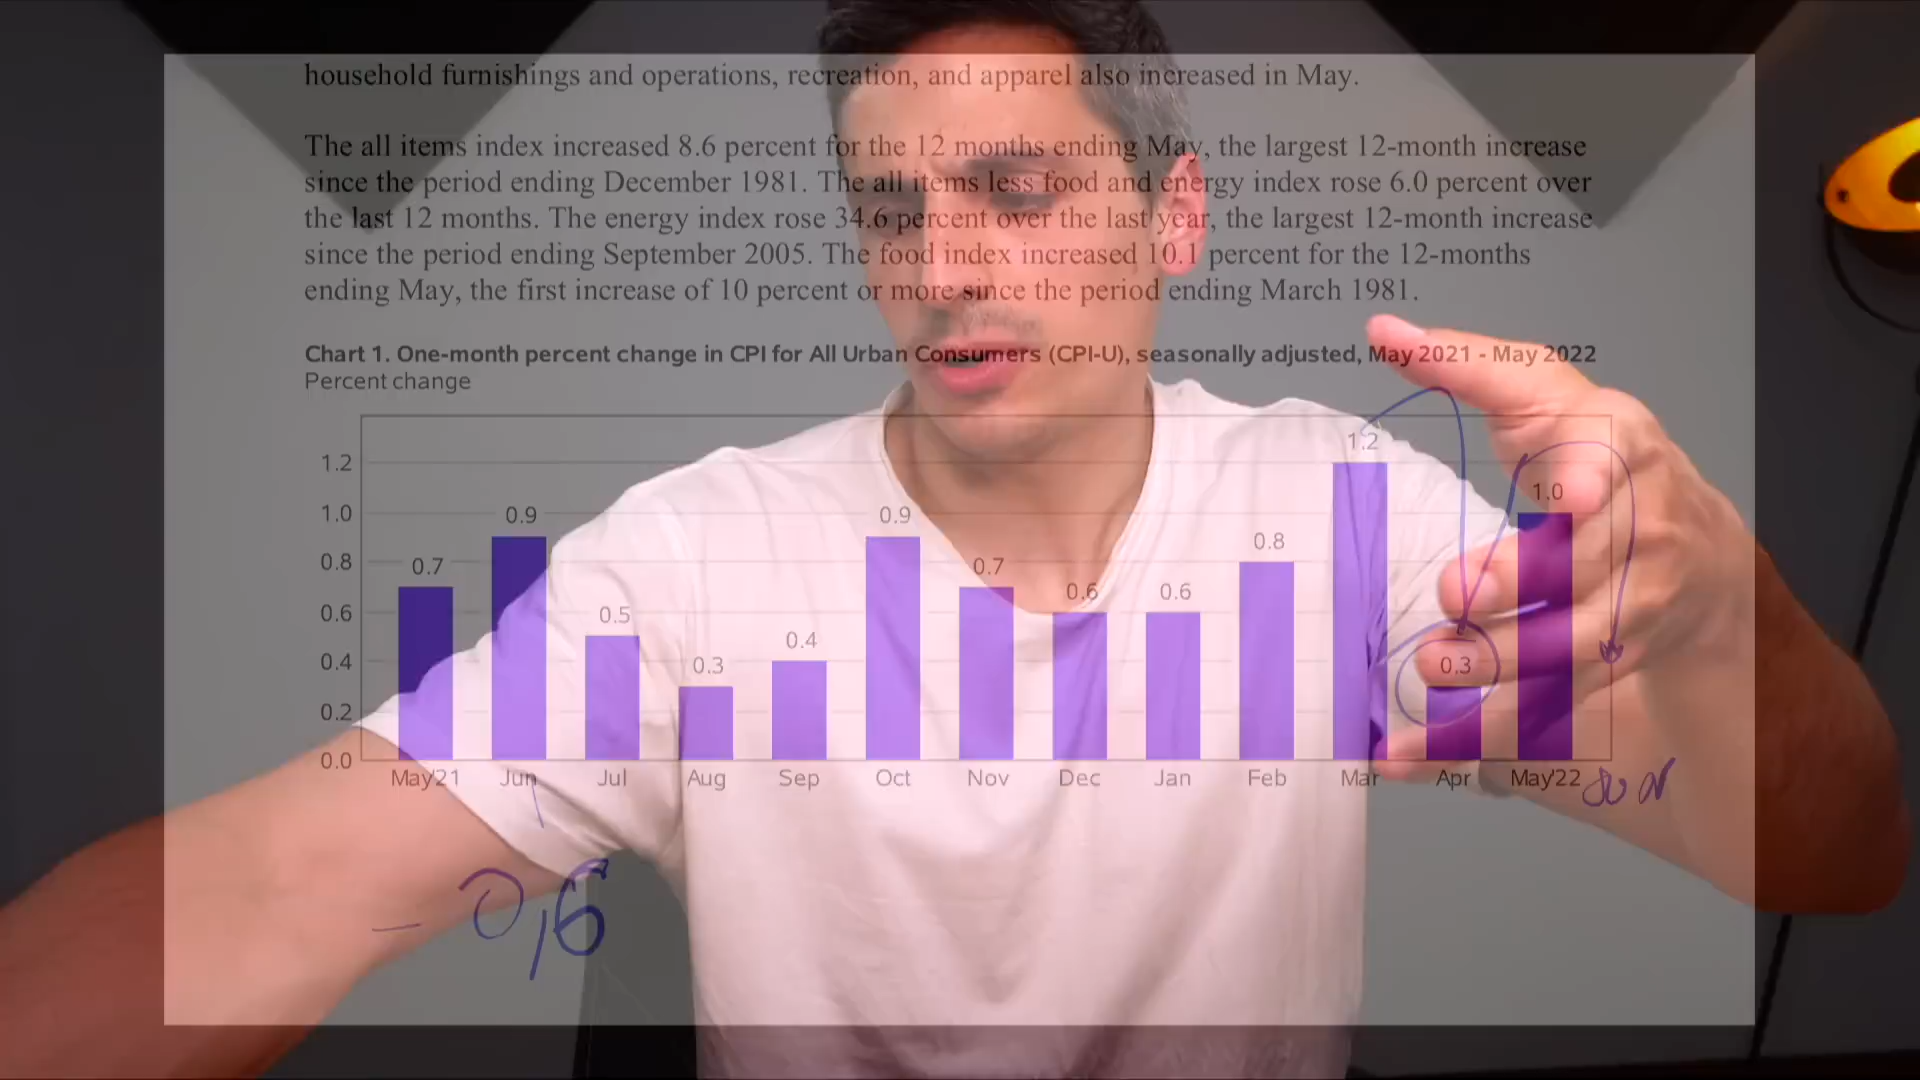 household furnishings and operations, recreation, and apparel also increased in May.
The all items index increased 8.6 percent for the 12 months ending May, the largest 12-month increase
since the period ending December 1981. The all items less food and energy index rose 6.0 percent over
the last 12 months. The energy index rose 34.6 percent over the last year, the largest 12-month increase
since the period ending September 2005. The food index increased 10.1 percent for the 12-months
ending May, the first increase of 10 percent or more since the period ending March 1981.
Chart 1. One-month percent change in CPI for All Urban Consumers (CPI-U), seasonally adjusted, May 2021 - May 2022
Percent change
1.2
1.0
0.8
0.6
0.4
0.2
0.0
0.7
0.9
0.5
0.3
0.4
0.9
0.7
0.6
0.6
0.8
1.2
0.3
1.0
May'21 Jun Jul Aug Sep Oct Nov Dec Jan Feb Mar Apr May'22
- 0,6